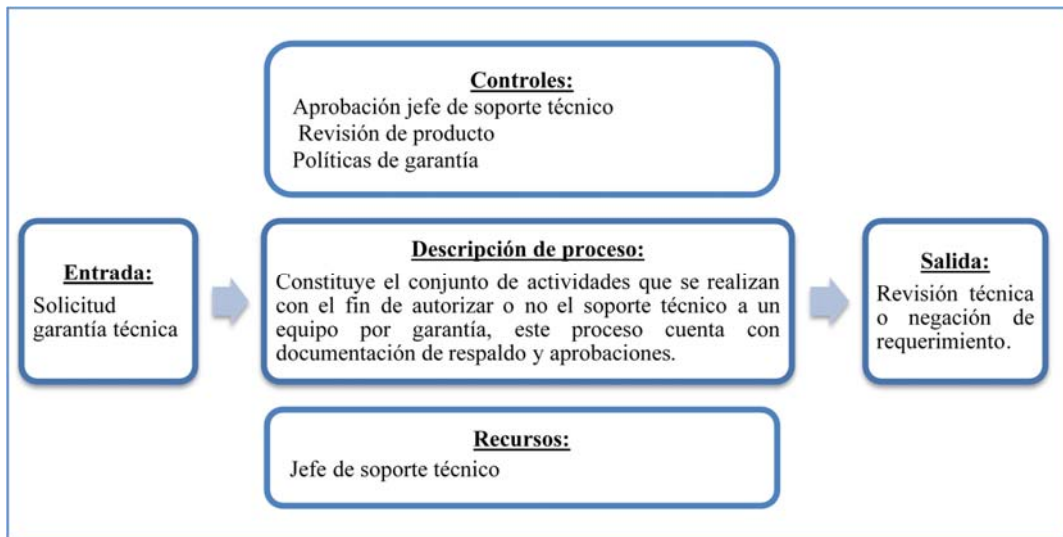 Controles:
Aprobación jefe de soporte técnico
Revisión de producto
Políticas de garantía
Entrada:
Solicitud
garantía técnica
Descripción de proceso:
Constituye el conjunto de actividades que se realizan
con el fin de autorizar o no el soporte técnico a un
equipo por garantía, este proceso cuenta con
documentación de respaldo y aprobaciones.
Salida:
Revisión técnica
o negación de
requerimiento.
Recursos:
Jefe de soporte técnico